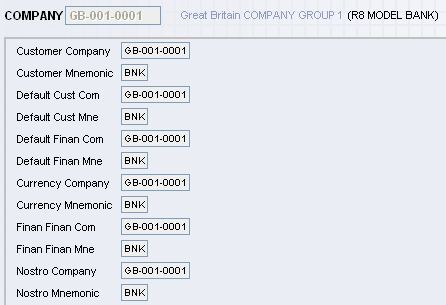 COMPANY GB-001-0001 Great Britain COMPANY GROUP 1 (R8 MODEL BANK)
Customer Company GB-001-0001
Customer Mnemonic BNK
Default Cust Com GB-001-0001
Default Cust Mne BNK
Default Finan Com GB-001-0001
Default Finan Mne BNK
Currency Company GB-001-0001
Currency Mnemonic BNK
Finan Finan Com GB-001-0001
Finan Finan Mne BNK
Nostro Company GB-001-0001
Nostro Mnemonic BNK